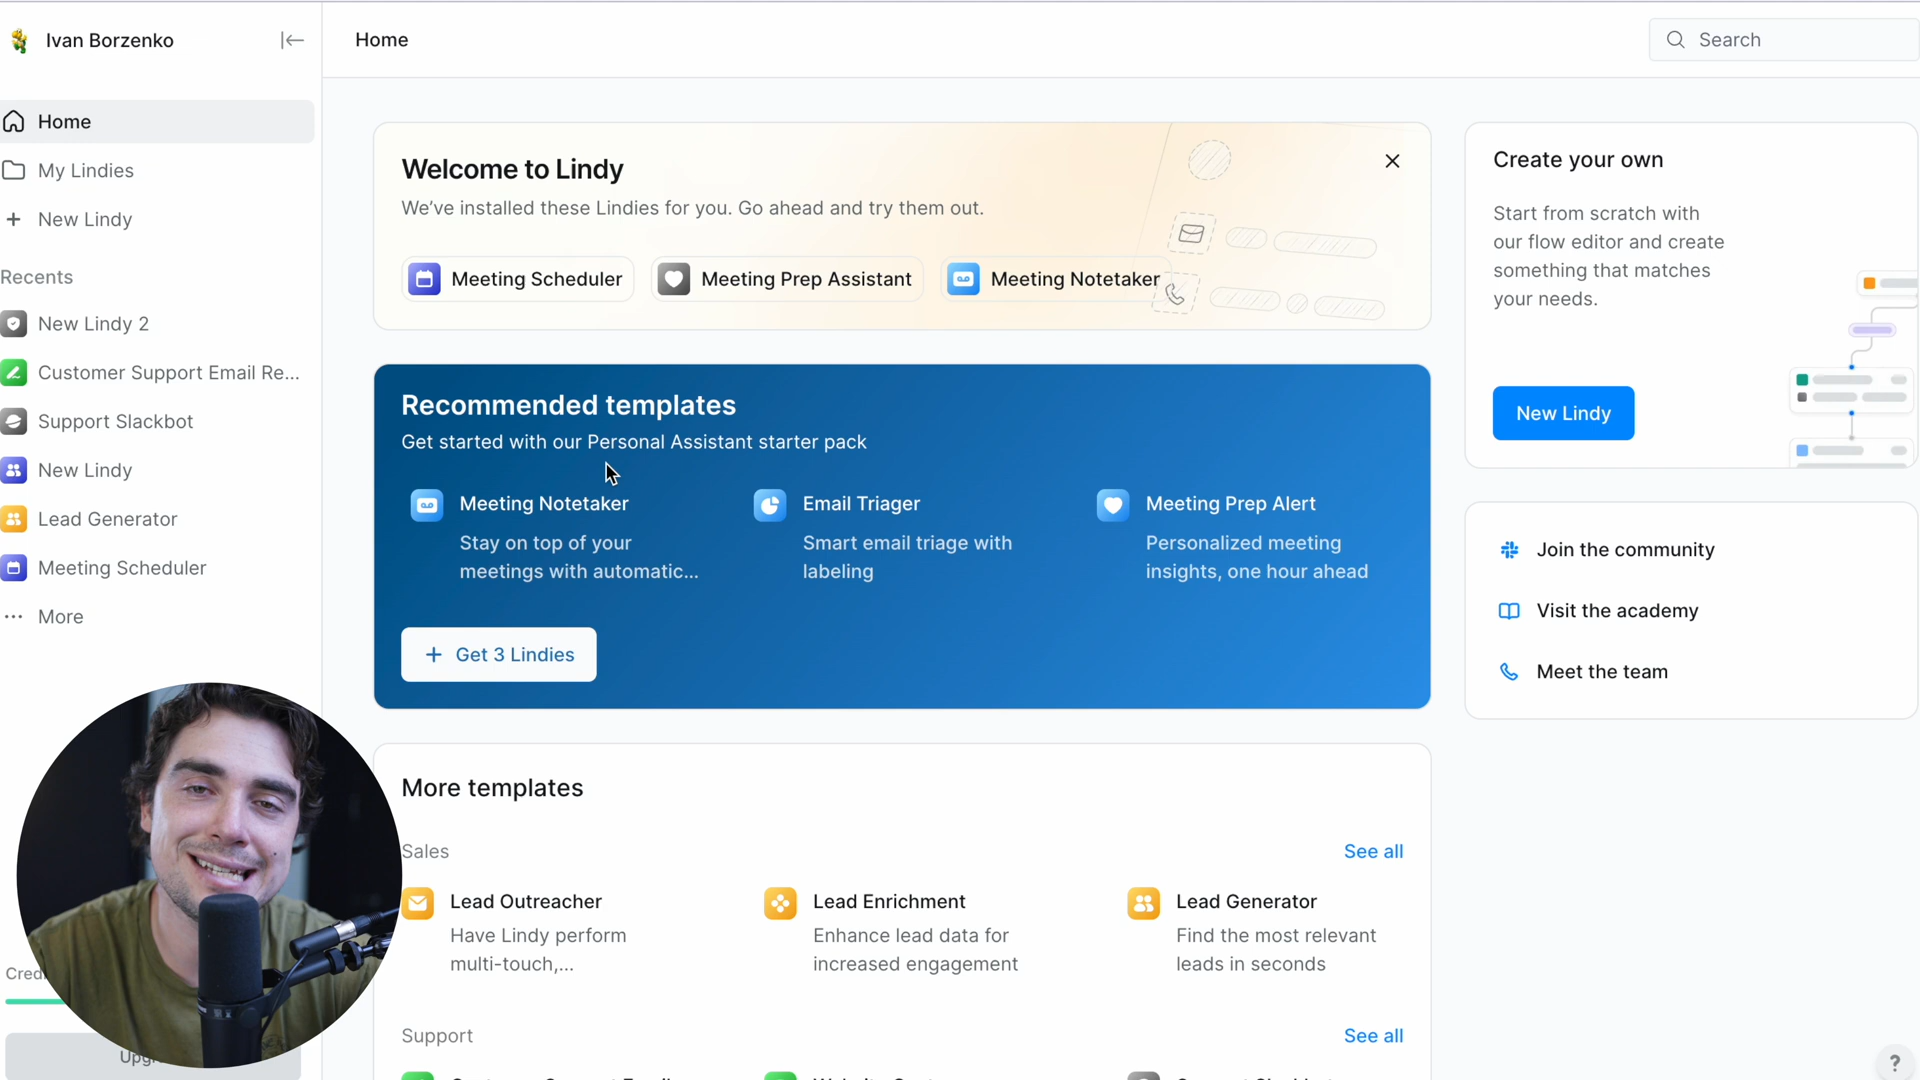 Ivan Borzenko
Home
Search
Home
My Lindies
New Lindy
Recents
New Lindy 2
Customer Support Email Re...
Support Slackbot
New Lindy
Lead Generator
Meeting Scheduler
More
Welcome to Lindy
We've installed these Lindies for you. Go ahead and try them out.
Meeting Scheduler
Meeting Prep Assistant
Meeting Notetaker
Recommended templates
Get started with our Personal Assistant starter pack
Meeting Notetaker
Stay on top of your
meetings with automatic...
Email Triager
Smart email triage with
labeling
Meeting Prep Alert
Personalized meeting
insights, one hour ahead
Get 3 Lindies
More templates
Sales
See all
Lead Outreacher
Have Lindy perform
multi-touch,...
Lead Enrichment
Enhance lead data for
increased engagement
Lead Generator
Find the most relevant
leads in seconds
Support
See all
Create your own
Start from scratch with
our flow editor and create
something that matches
your needs.
New Lindy
Join the community
Visit the academy
Meet the team
?